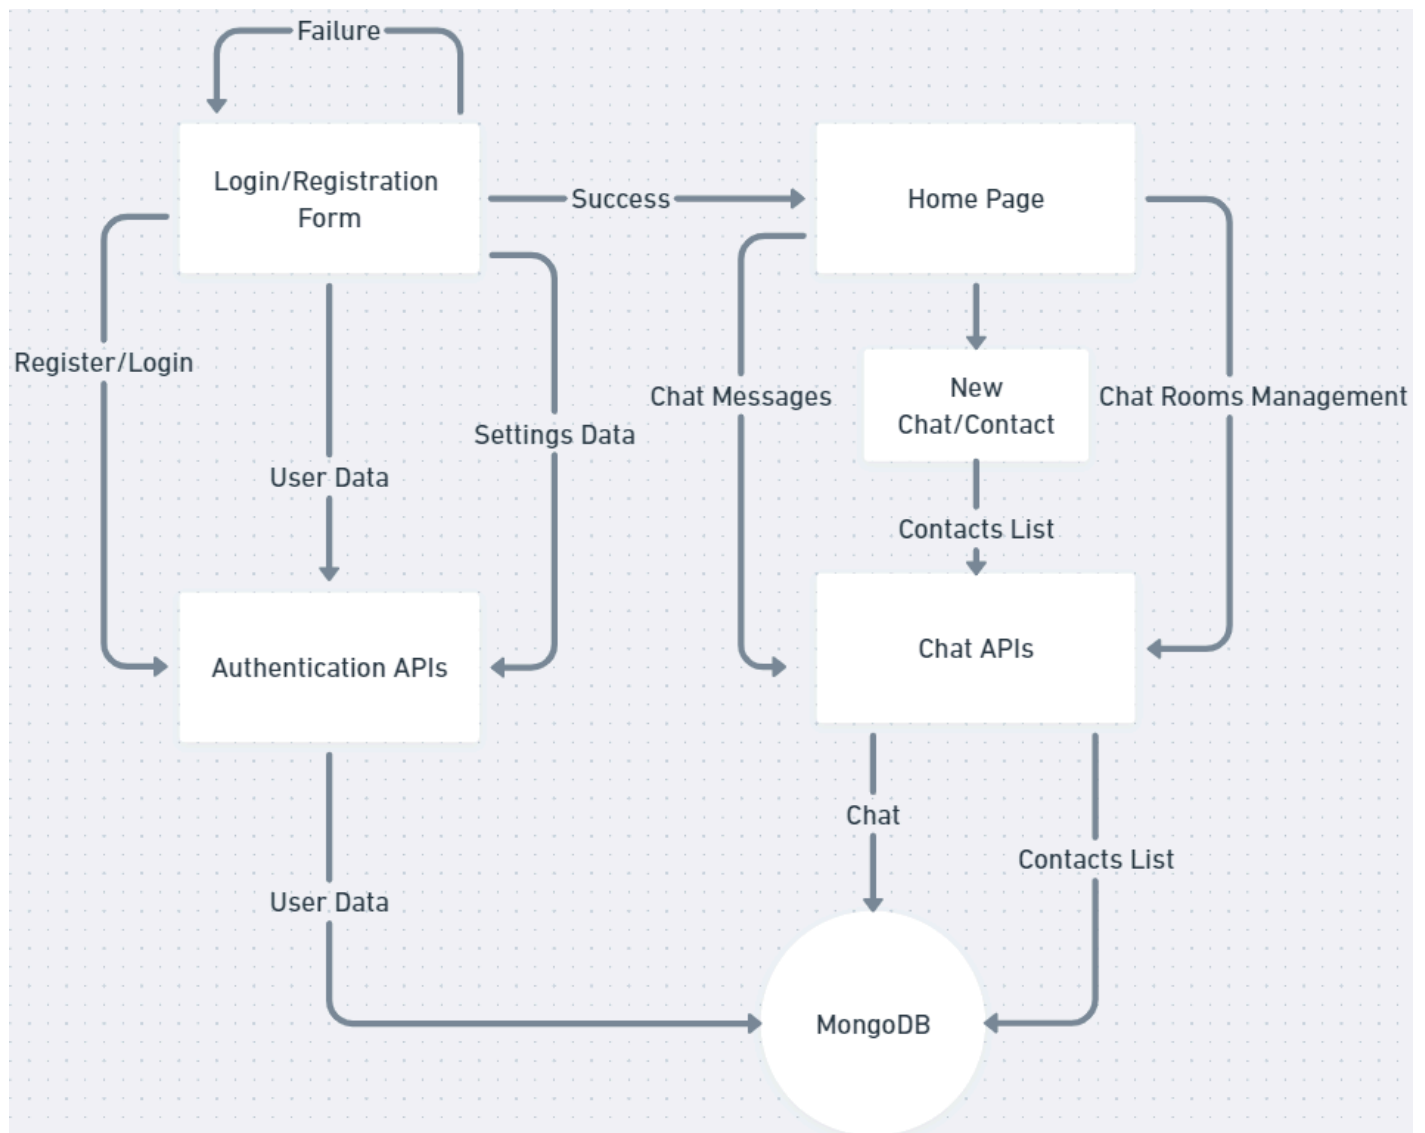 Failure
Login/Registration
Form
Success
Home Page
Register/Login
User Data
Settings Data
Chat Messages
New
Chat/Contact
Chat Rooms Management
Contacts List
Authentication APIs
Chat APIs
User Data
Chat
Contacts List
MongoDB